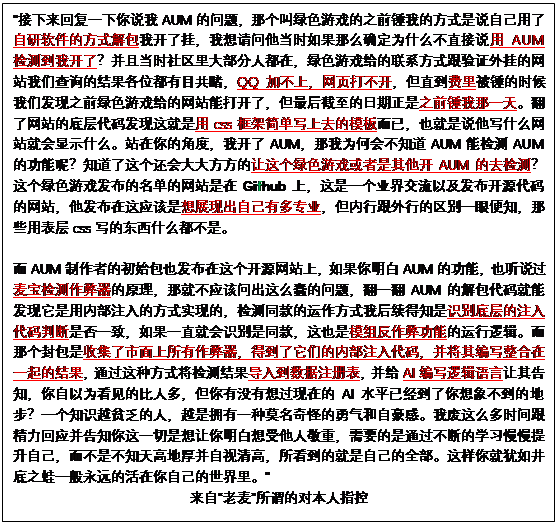 "接下来回复一下你说我 AUM 的问题，那个叫绿色游戏的之前锤我的方式是说自己用了
自研软件的方式解包我开了挂，我想请问他当时如果那么确定为什么不直接说用 AUM
检测到我开了？并且当时社区里大部分人都在，绿色游戏给的联系方式跟验证外挂的网
站我们查询的结果各位都有目共睹，QQ 加不上，网页打不开，但直到费里被锤的时候
我们发现之前绿色游戏给的网站能打开了，但最后截至的日期正是之前锤我那一天。翻
了网站的底层代码发现这就是用 css 框架简单写上去的模板而已，也就是说他写什么网
站就会显示什么。站在你的角度，我开了 AUM，那我为何会不知道 AUM 能检测 AUM
的功能呢？知道了这个还会大大方方的让这个绿色游戏或者是其他开 AUM 的去检测？
这个绿色游戏发布的名单的网站是在 Github 上，这是一个业界交流以及发布开源代码
的网站，他发布在这应该是想展现出自己有多专业，但内行跟外行的区别一眼便知，那
些用表层 css 写的东西什么都不是。
而 AUM 制作者的初始包也发布在这个开源网站上，如果你明白 AUM 的功能，也听说过
麦宝检测作弊器的原理，那就不应该问出这么蠢的问题，翻一翻 AUM 的解包代码就能
发现它是用内部注入的方式实现的，检测同款的运作方式我后续得知是识别底层的注入
代码判断是否一致，如果一直就会识别是同款，这也是模组反作弊功能的运行逻辑。而
那个封包是收集了市面上所有作弊器，得到了它们的内部注入代码，并将其编写整合在
一起的结果，通过这种方式将检测结果导入到数据注册表，并给 AI 编写逻辑语言让其告
知，你自以为看见的比人多，但你有没有想过现在的 AI 水平已经到了你想象不到的地
步？一个知识越贫乏的人，越是拥有一种莫名奇怪的勇气和自豪感。我废这么多时间跟
精力回应并告知你这一切是想让你明白想受他人敬重，需要的是通过不断的学习慢慢提
升自己，而不是不知天高地厚并自视清高，所看到的就是自己的全部。这样你就犹如井
底之蛙一般永远的活在你自己的世界里。"
来自"老麦"所谓的对本人指控